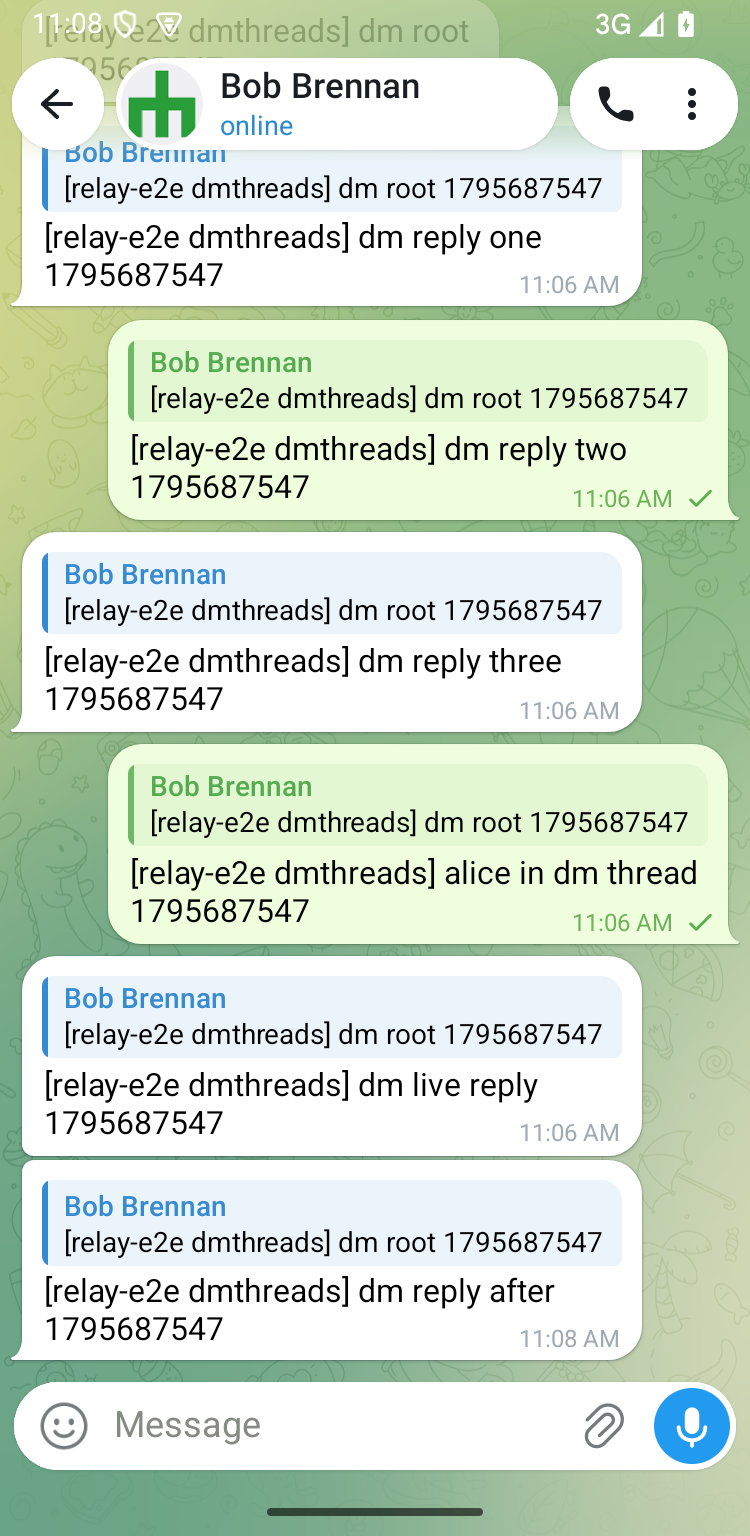 11:08
3G
[relay-e2e dmthreads] dm root
Bob Brennan
online
Bob Brennan
[relay-e2e dmthreads] dm root 1795687547
[relay-e2e dmthreads] dm reply one
1795687547
11:06 AM
Bob Brennan
[relay-e2e dmthreads] dm root 1795687547
[relay-e2e dmthreads] dm reply two
1795687547
11:06 AM
Bob Brennan
[relay-e2e dmthreads] dm root 1795687547
[relay-e2e dmthreads] dm reply three
1795687547
11:06 AM
Bob Brennan
[relay-e2e dmthreads] dm root 1795687547
[relay-e2e dmthreads] alice in dm thread
1795687547
11:06 AM
Bob Brennan
[relay-e2e dmthreads] dm root 1795687547
[relay-e2e dmthreads] dm live reply
1795687547
11:06 AM
Bob Brennan
[relay-e2e dmthreads] dm root 1795687547
[relay-e2e dmthreads] dm reply after
1795687547
11:08 AM
Message